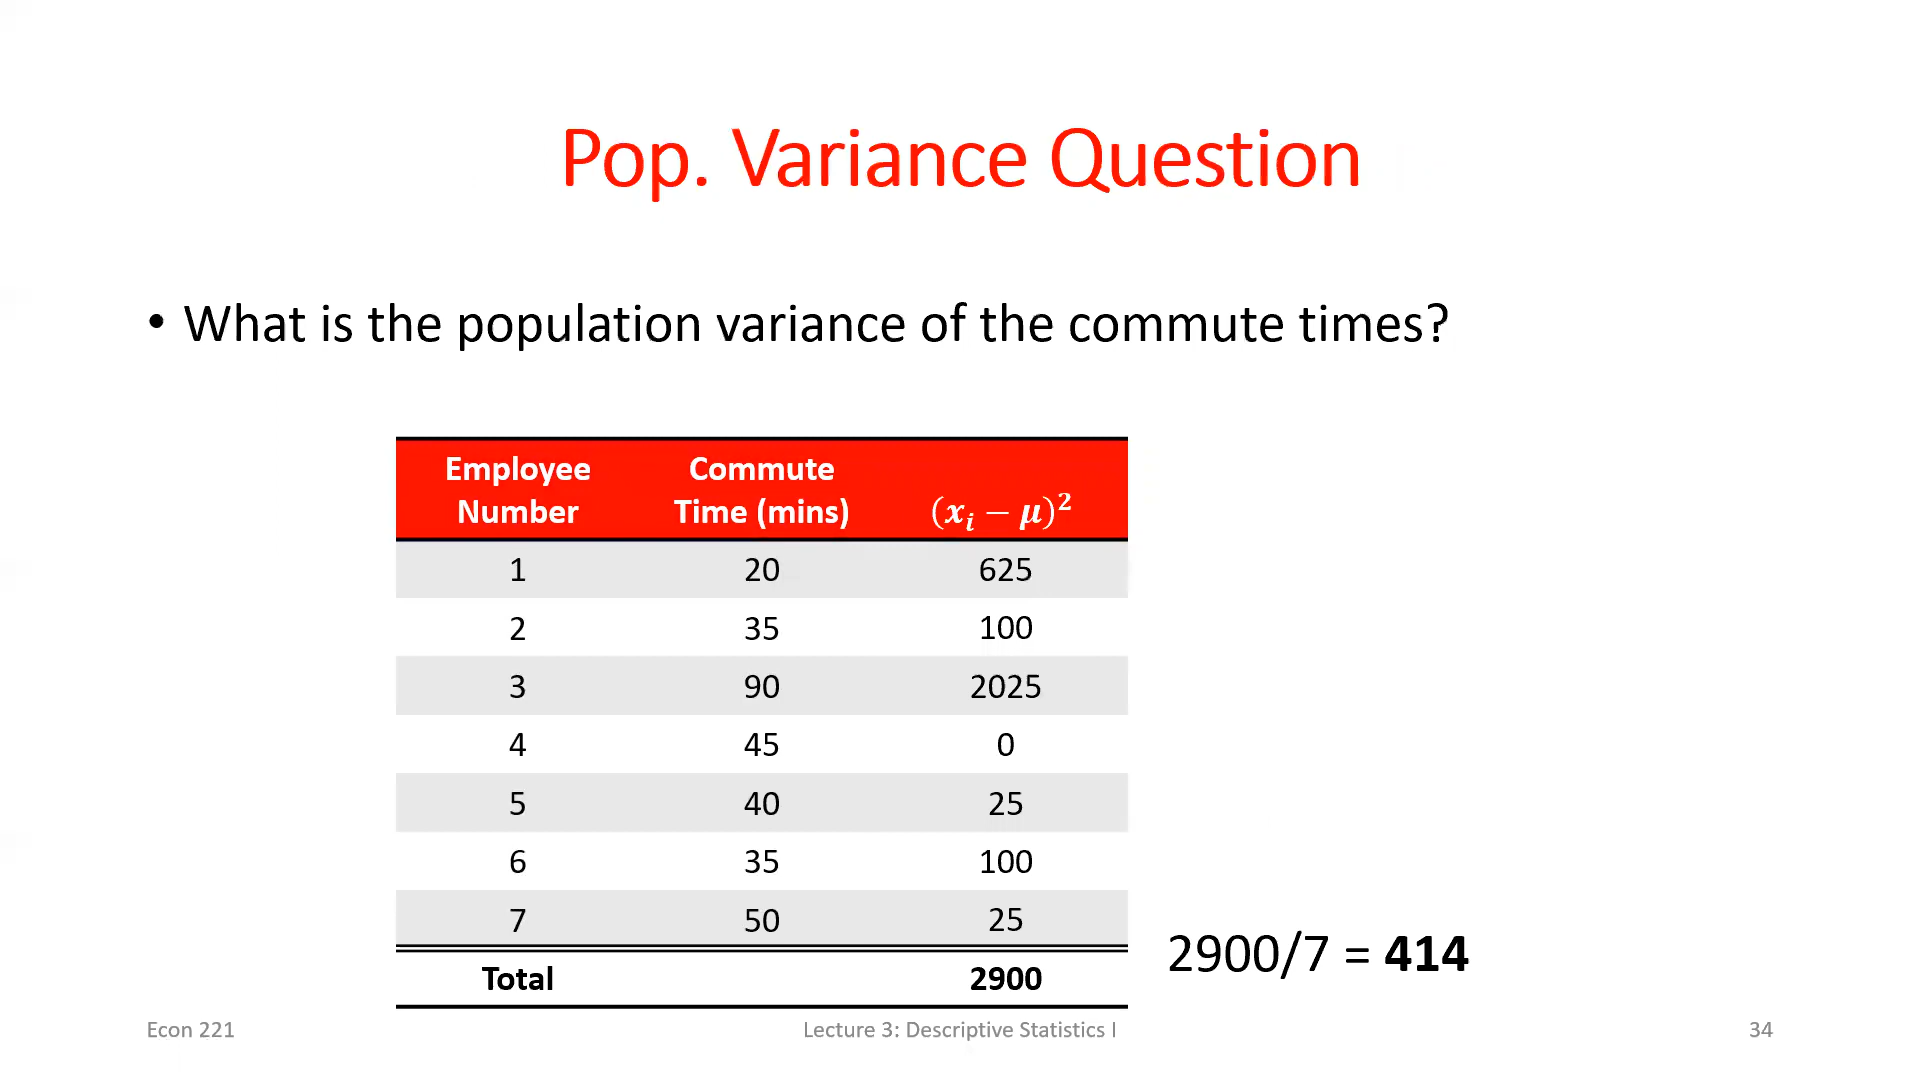 Pop. Variance Question
• What is the population variance of the commute times?
Employee Number Commute Time (mins) (xᵢ − μ)²
1 20 625
2 35 100
3 90 2025
4 45 0
5 40 25
6 35 100
7 50 25
Total 2900
2900/7 = 414
Econ 221 Lecture 3: Descriptive Statistics I 34